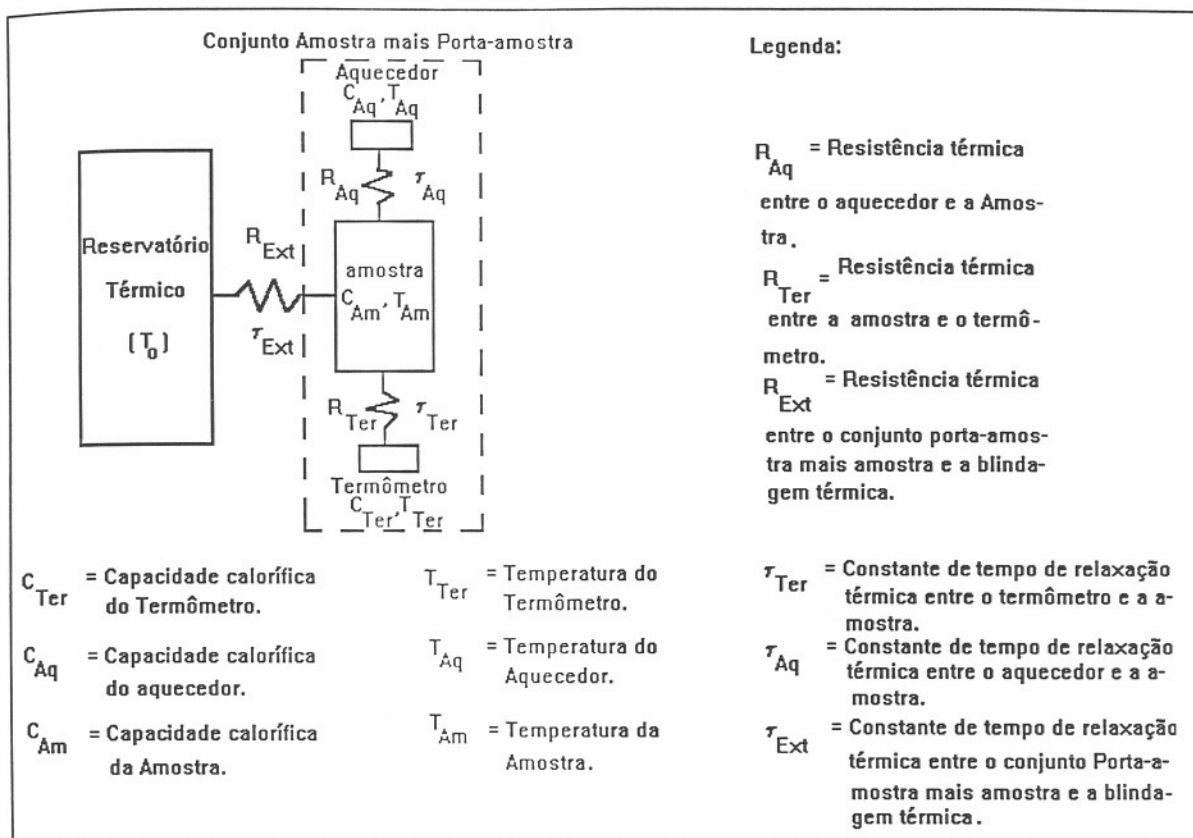 Conjunto Amostra mais Porta-amostra
Aquecedor
C_Aq, T_Aq
R_Aq
τ_Aq
Reservatório
Térmico
(T_o)
R_Ext
τ_Ext
amostra
C_Am, T_Am
R_Ter
τ_Ter
Termômetro
C_Ter, T_Ter
Legenda:
R_Aq = Resistência térmica
entre o aquecedor e a Amos-
tra.
R_Ter = Resistência térmica
entre a amostra e o termô-
metro.
R_Ext = Resistência térmica
entre o conjunto porta-amos-
tra mais amostra e a blinda-
gem térmica.
C_Ter = Capacidade calorífica
do Termômetro.
C_Aq = Capacidade calorífica
do aquecedor.
C_Am = Capacidade calorífica
da Amostra.
T_Ter = Temperatura do
Termômetro.
T_Aq = Temperatura do
Aquecedor.
T_Am = Temperatura da
Amostra.
τ_Ter = Constante de tempo de relaxação
térmica entre o termômetro e a a-
mostra.
τ_Aq = Constante de tempo de relaxação
térmica entre o aquecedor e a a-
mostra.
τ_Ext = Constante de tempo de relaxação
térmica entre o conjunto Porta-a-
mostra mais amostra e a blinda-
gem térmica.